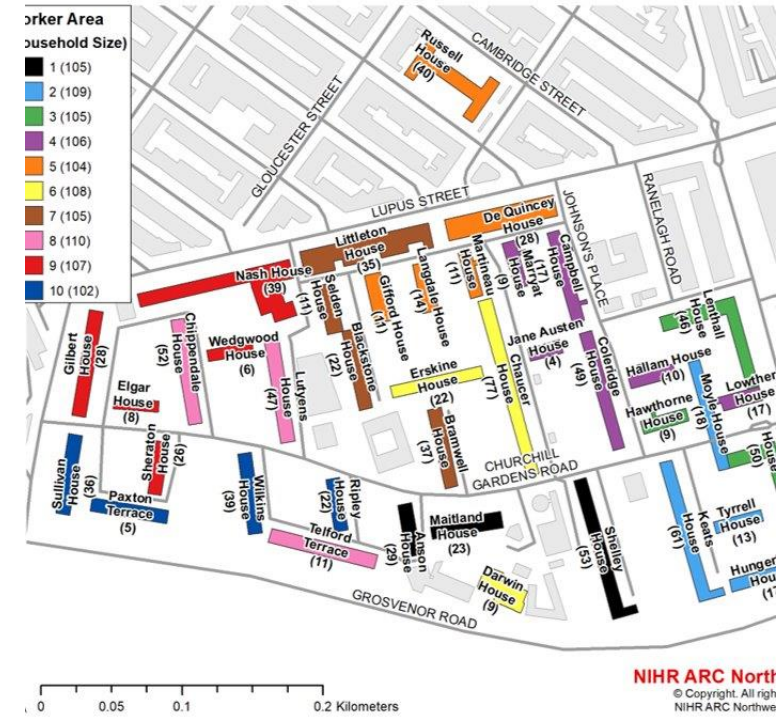 orker Area
ousehold Size)
1 (105)
2 (109)
3 (105)
4 (106)
5 (104)
6 (108)
7 (105)
8 (110)
9 (107)
10 (102)
Russell
House
(40)
CAMBRIDGE STREET
GLOUCESTER STREET
LUPUS STREET
De Quincey
House
(28)
JOHNSON'S PLACE
RANELAGH ROAD
Littleton
House
(35)
Nash House
(39)
Selden
House
(11)
Gilford House
(11)
Langdale House
(14)
Martineau
House
(11)
Marryat
House
(9)
Campbell
House
(17)
Lenthall
House
(46)
Gilbert
House
(28)
Chippendale
House
(52)
Wedgwood
House
(6)
Lutyens
House
(47)
Blackstone
House
(22)
Erskine
House
(22)
Chaucer
House
(77)
Jane Austen
House
(4)
Coleridge
House
(49)
Hallam House
(10)
Moyle House
(18)
Lowther
House
(17)
Hawthorne
House
(9)
Elgar
House
(8)
Sheraton
House
(26)
Bramwell
House
(37)
CHURCHILL
GARDENS ROAD
Hous
(50)
Sullivan
House
(36)
Paxton
Terrace
(5)
Wilkins
House
(39)
Ripley
House
(22)
Telford
Terrace
(11)
Anson
House
(29)
Maitland
House
(23)
Shelley
House
(53)
Keats
House
(61)
Tyrrell
House
(13)
Hunger
Hou
(17
Darwin
House
(9)
GROSVENOR ROAD
0 0.05 0.1 0.2 Kilometers
NIHR ARC North
© Copyright. All righ
NIHR ARC Northwe